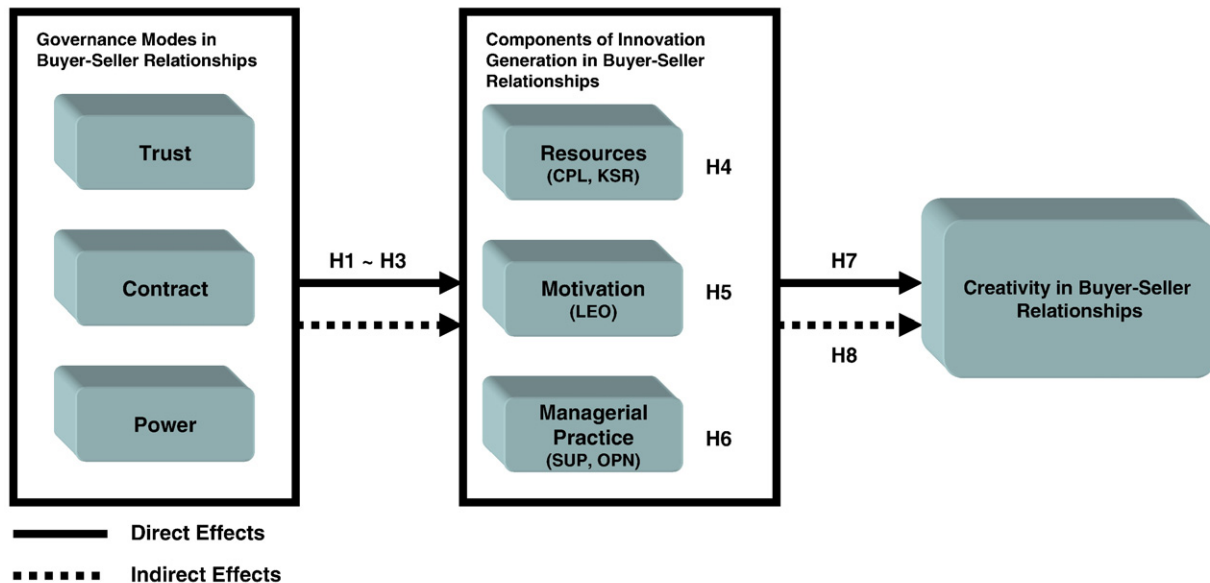 Governance Modes in
Buyer-Seller Relationships
Trust
Contract
Power
H1 ~ H3
Components of Innovation
Generation in Buyer-Seller
Relationships
Resources
(CPL, KSR)
H4
Motivation
(LEO)
H5
Managerial
Practice
(SUP, OPN)
H6
H7
H8
Creativity in Buyer-Seller
Relationships
Direct Effects
Indirect Effects